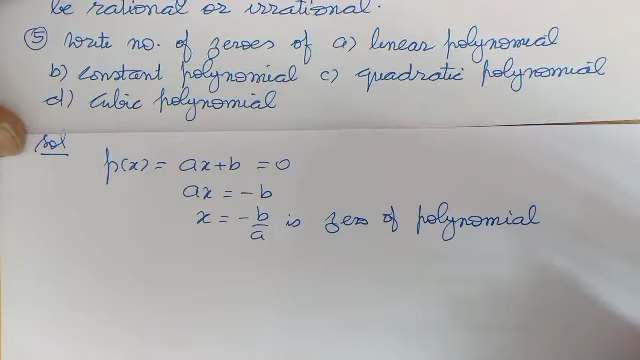 be rational or irrational.
⑤ Write no. of zeroes of a) linear polynomial
b) constant polynomial c) quadratic polynomial
d) cubic polynomial
Sol
p(x) = ax+b = 0
ax = -b
x = -b/a is zero of polynomial